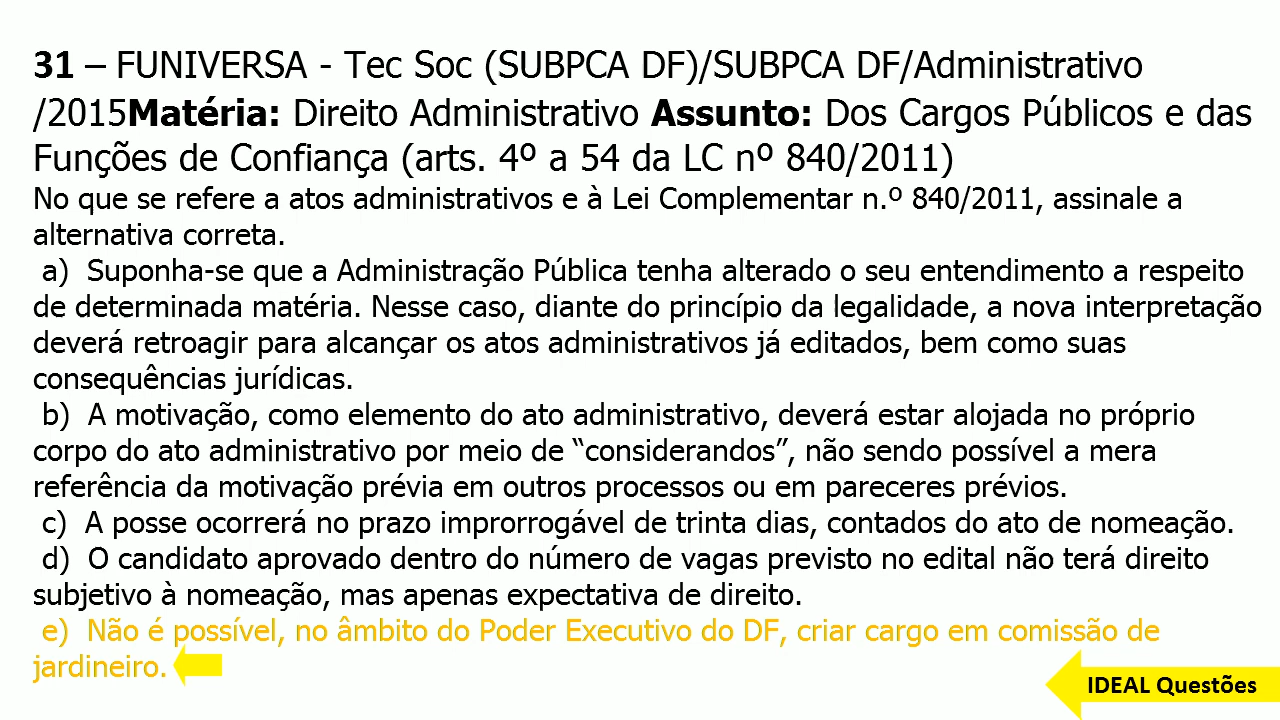 31 – FUNIVERSA - Tec Soc (SUBPCA DF)/SUBPCA DF/Administrativo
/2015Matéria: Direito Administrativo Assunto: Dos Cargos Públicos e das
Funções de Confiança (arts. 4º a 54 da LC nº 840/2011)
No que se refere a atos administrativos e à Lei Complementar n.º 840/2011, assinale a
alternativa correta.
a) Suponha-se que a Administração Pública tenha alterado o seu entendimento a respeito
de determinada matéria. Nesse caso, diante do princípio da legalidade, a nova interpretação
deverá retroagir para alcançar os atos administrativos já editados, bem como suas
consequências jurídicas.
b) A motivação, como elemento do ato administrativo, deverá estar alojada no próprio
corpo do ato administrativo por meio de “considerandos”, não sendo possível a mera
referência da motivação prévia em outros processos ou em pareceres prévios.
c) A posse ocorrerá no prazo improrrogável de trinta dias, contados do ato de nomeação.
d) O candidato aprovado dentro do número de vagas previsto no edital não terá direito
subjetivo à nomeação, mas apenas expectativa de direito.
e) Não é possível, no âmbito do Poder Executivo do DF, criar cargo em comissão de
jardineiro.
IDEAL Questões